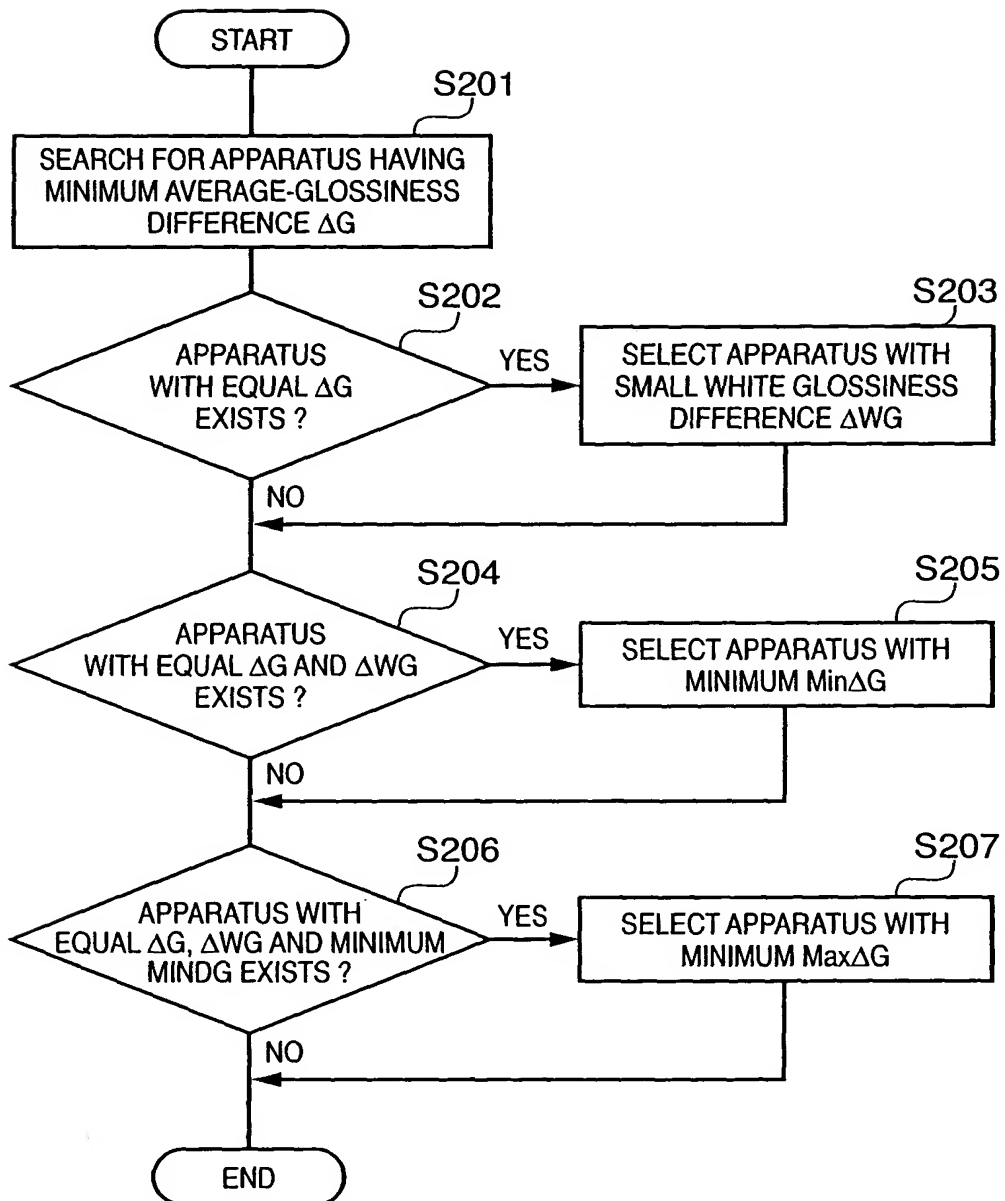 START
S201
SEARCH FOR APPARATUS HAVING
MINIMUM AVERAGE-GLOSSINESS
DIFFERENCE ΔG
S202
APPARATUS
WITH EQUAL ΔG
EXISTS ?
YES
S203
SELECT APPARATUS WITH
SMALL WHITE GLOSSINESS
DIFFERENCE ΔWG
NO
S204
APPARATUS
WITH EQUAL ΔG AND ΔWG
EXISTS ?
YES
S205
SELECT APPARATUS WITH
MINIMUM MinΔG
NO
S206
APPARATUS WITH
EQUAL ΔG, ΔWG AND MINIMUM
MINDG EXISTS ?
YES
S207
SELECT APPARATUS WITH
MINIMUM MaxΔG
NO
END